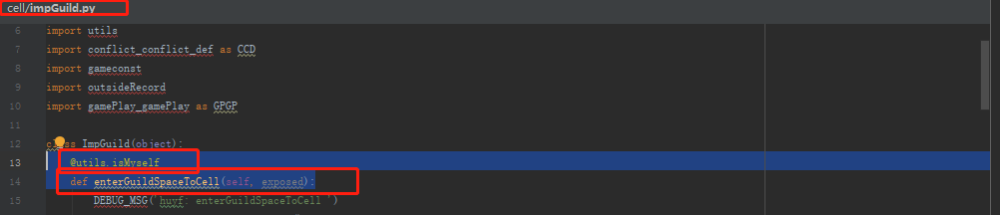 cell/impGuild.py
6 import utils
7 import conflict_conflict_def as CCD
8 import gameconst
9 import outsideRecord
10 import gamePlay_gamePlay as GPGP
11
12 class ImpGuild(object):
13 @utils.isMyself
14 def enterGuildSpaceToCell(self, exposed):
15 DEBUG_MSG('huyf: enterGuildSpaceToCell ')